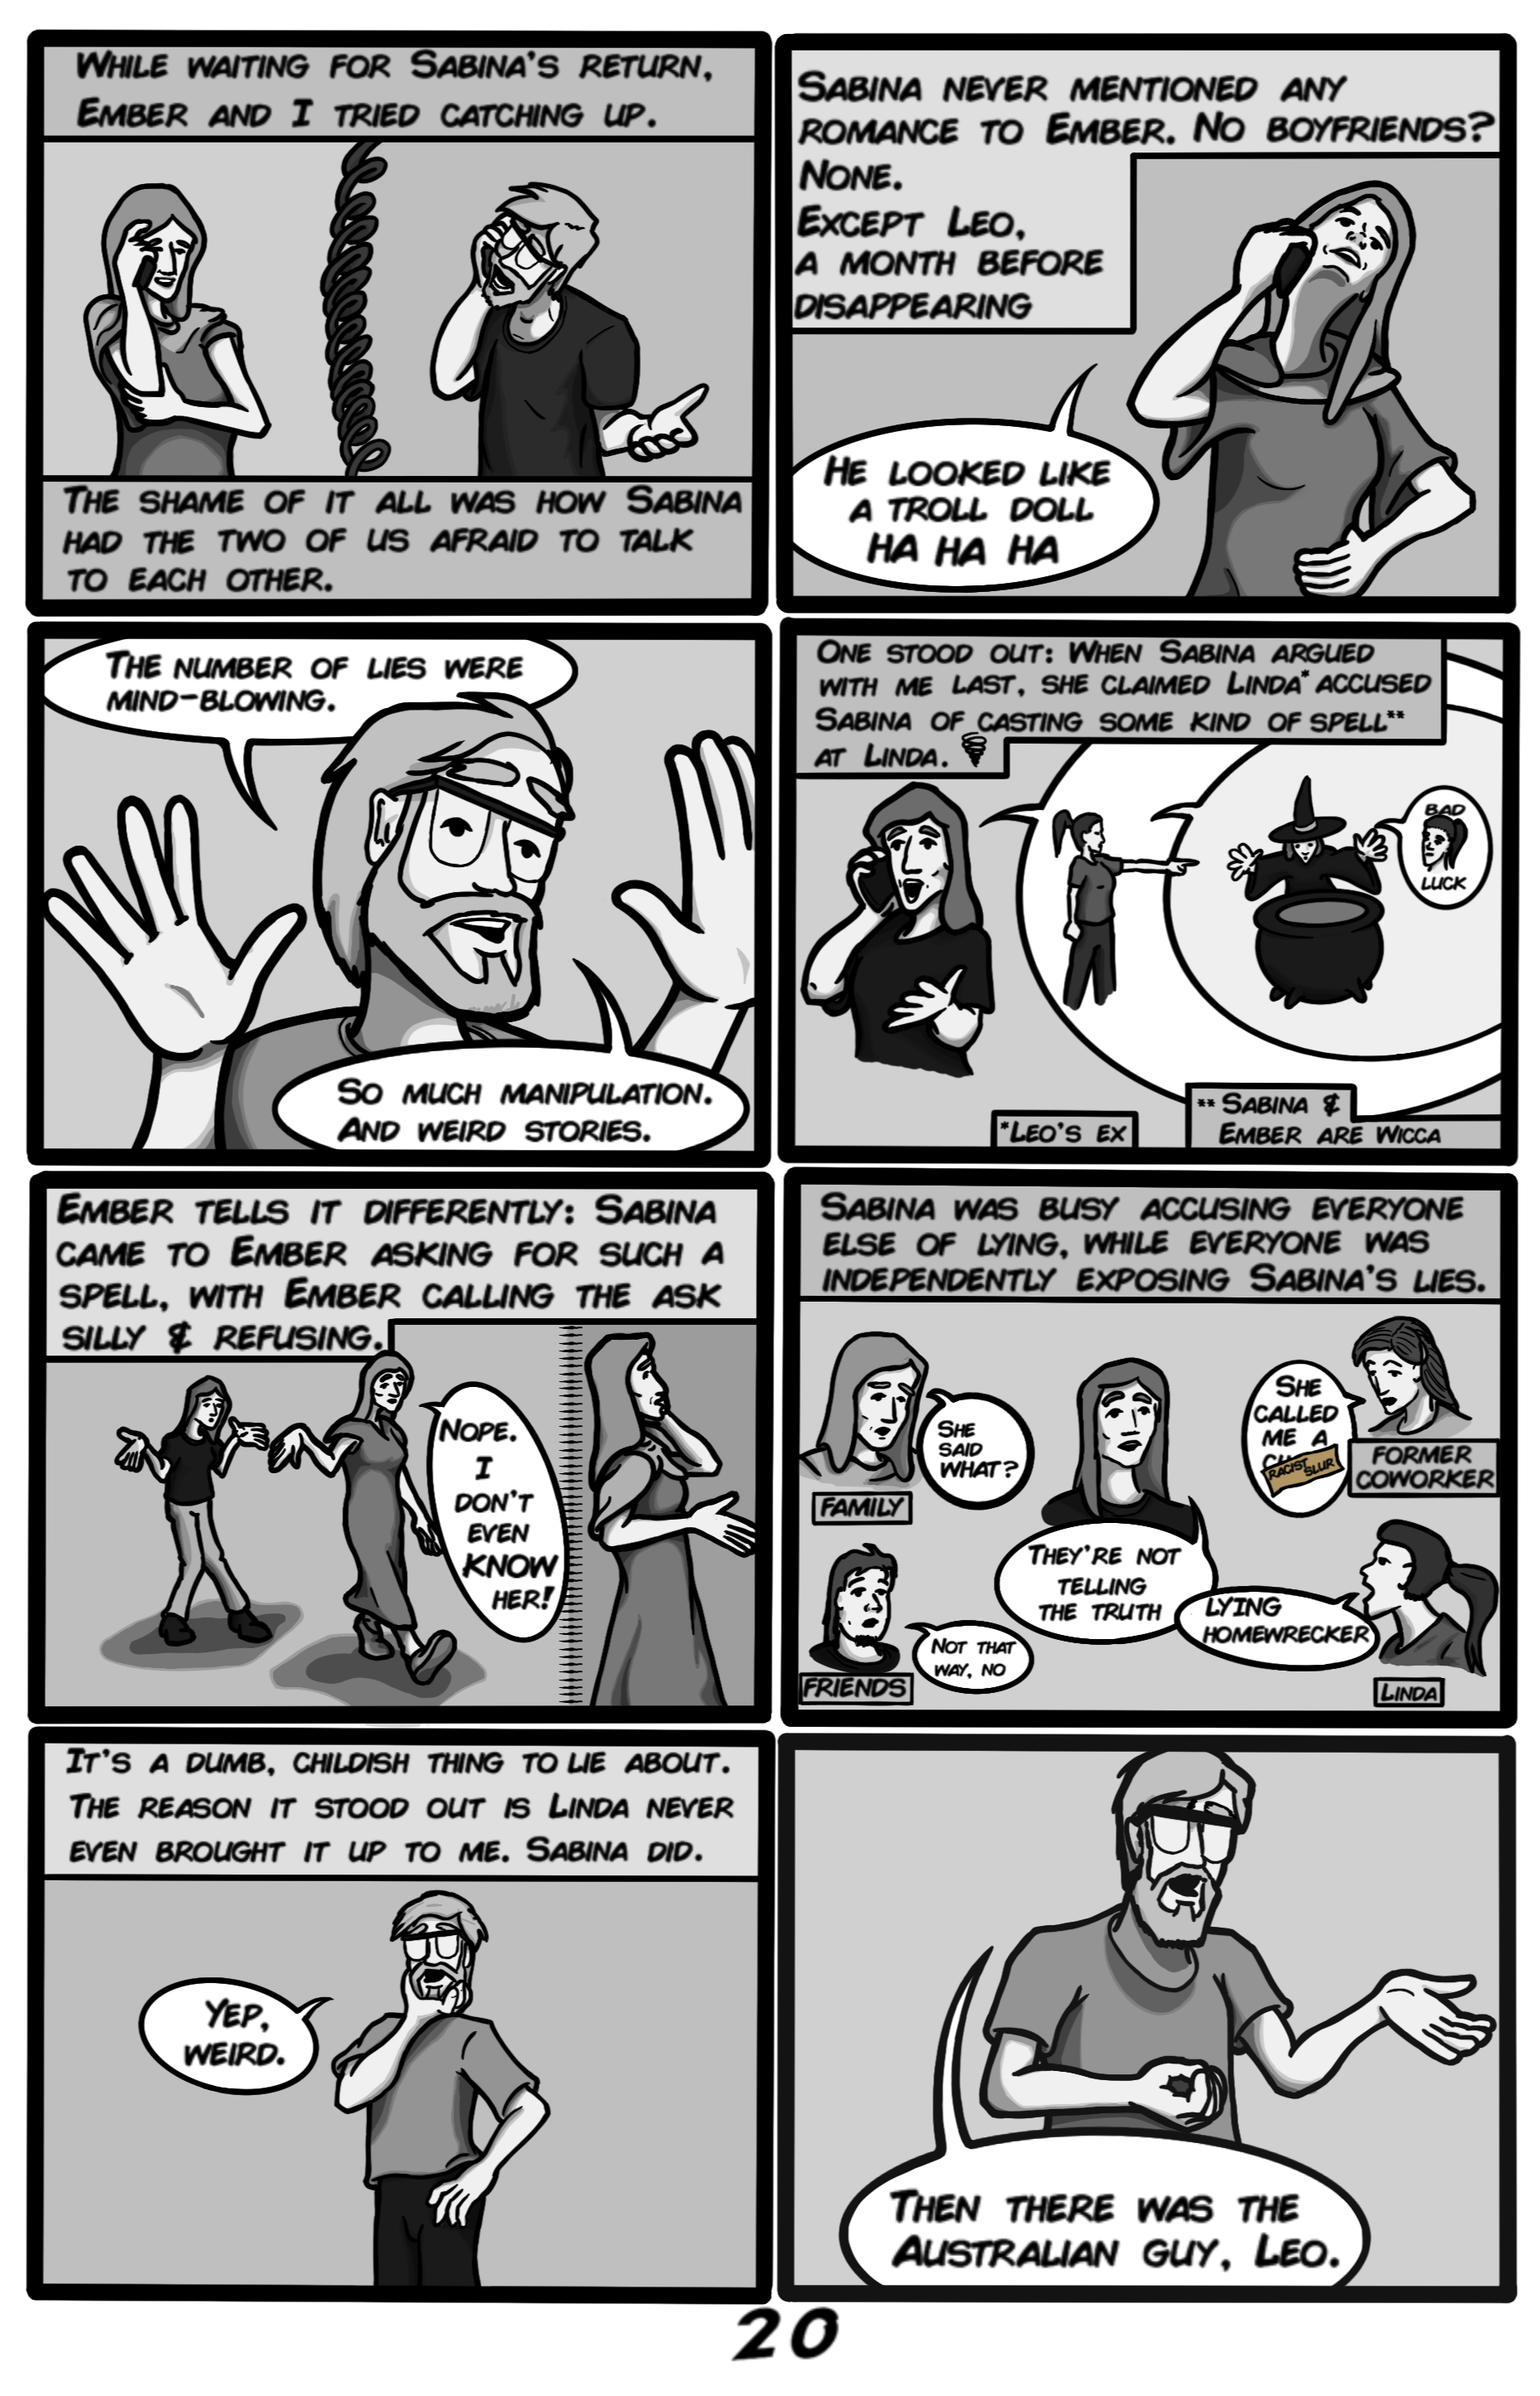 While waiting for Sabina's return,
Ember and I tried catching up.
The shame of it all was how Sabina
had the two of us afraid to talk
to each other.
Sabina never mentioned any
romance to Ember. No boyfriends?
None.
Except Leo,
a month before
disappearing
He looked like
a troll doll
Ha Ha Ha
The number of lies were
mind-blowing.
So much manipulation.
And weird stories.
One stood out: When Sabina argued
with me last, she claimed Linda* accused
Sabina of casting some kind of spell**
at Linda.
Bad
Luck
*Leo's ex
** Sabina &
Ember are Wicca
Ember tells it differently: Sabina
came to Ember asking for such a
spell, with Ember calling the ask
silly & refusing.
Nope.
I
don't
even
know
her!
Sabina was busy accusing everyone
else of lying, while everyone was
independently exposing Sabina's lies.
She
said
what?
Family
She
called
me a
Racist Slur
Former
Coworker
They're not
telling
the truth
Not that
way, no
Friends
Lying
Homewrecker
Linda
It's a dumb, childish thing to lie about.
The reason it stood out is Linda never
even brought it up to me. Sabina did.
Yep,
weird.
Then there was the
Australian guy, Leo.
20